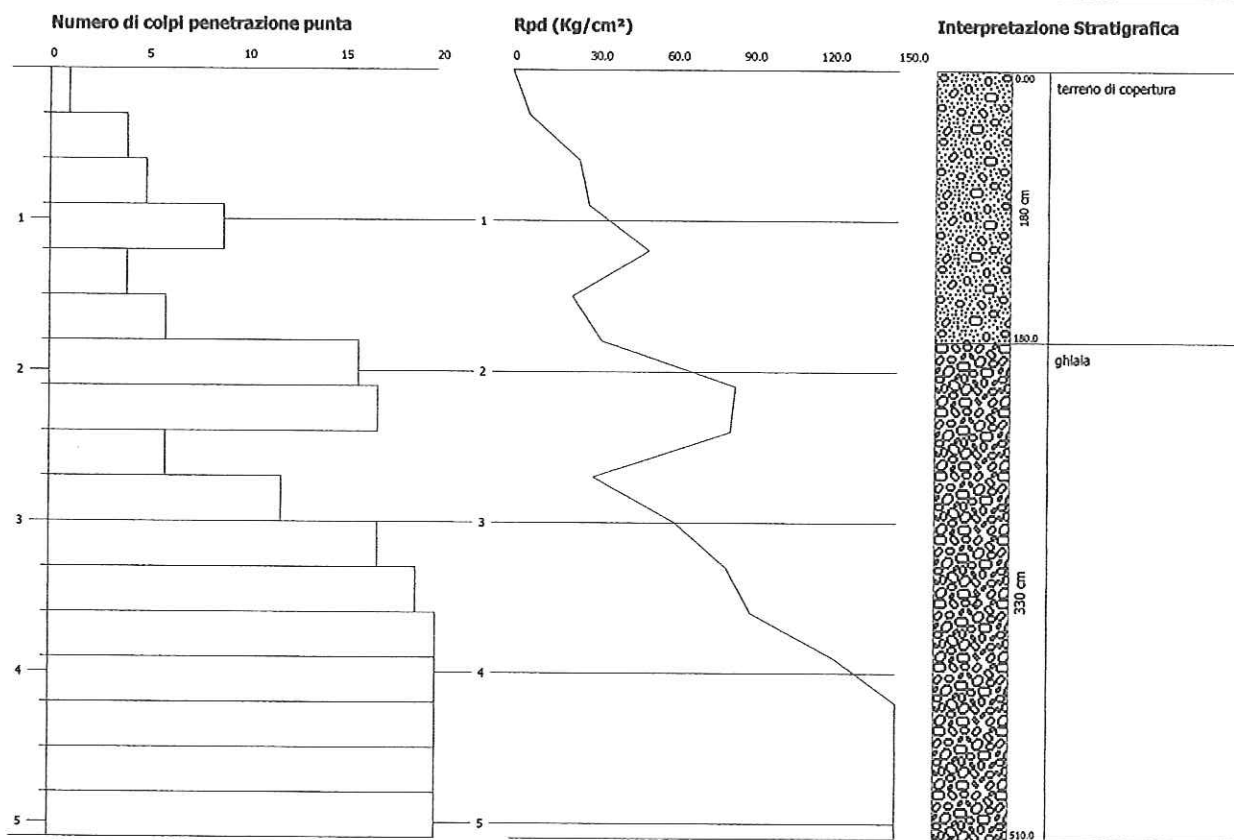 Numero di colpi penetrazione punta
0 5 10 15 20
1
2
3
4
5
Rpd (Kg/cm²)
0 30.0 60.0 90.0 120.0 150.0
1
2
3
4
5
Interpretazione Stratigrafica
0.00
terreno di copertura
180 cm
180.0
ghiaia
330 cm
510.0